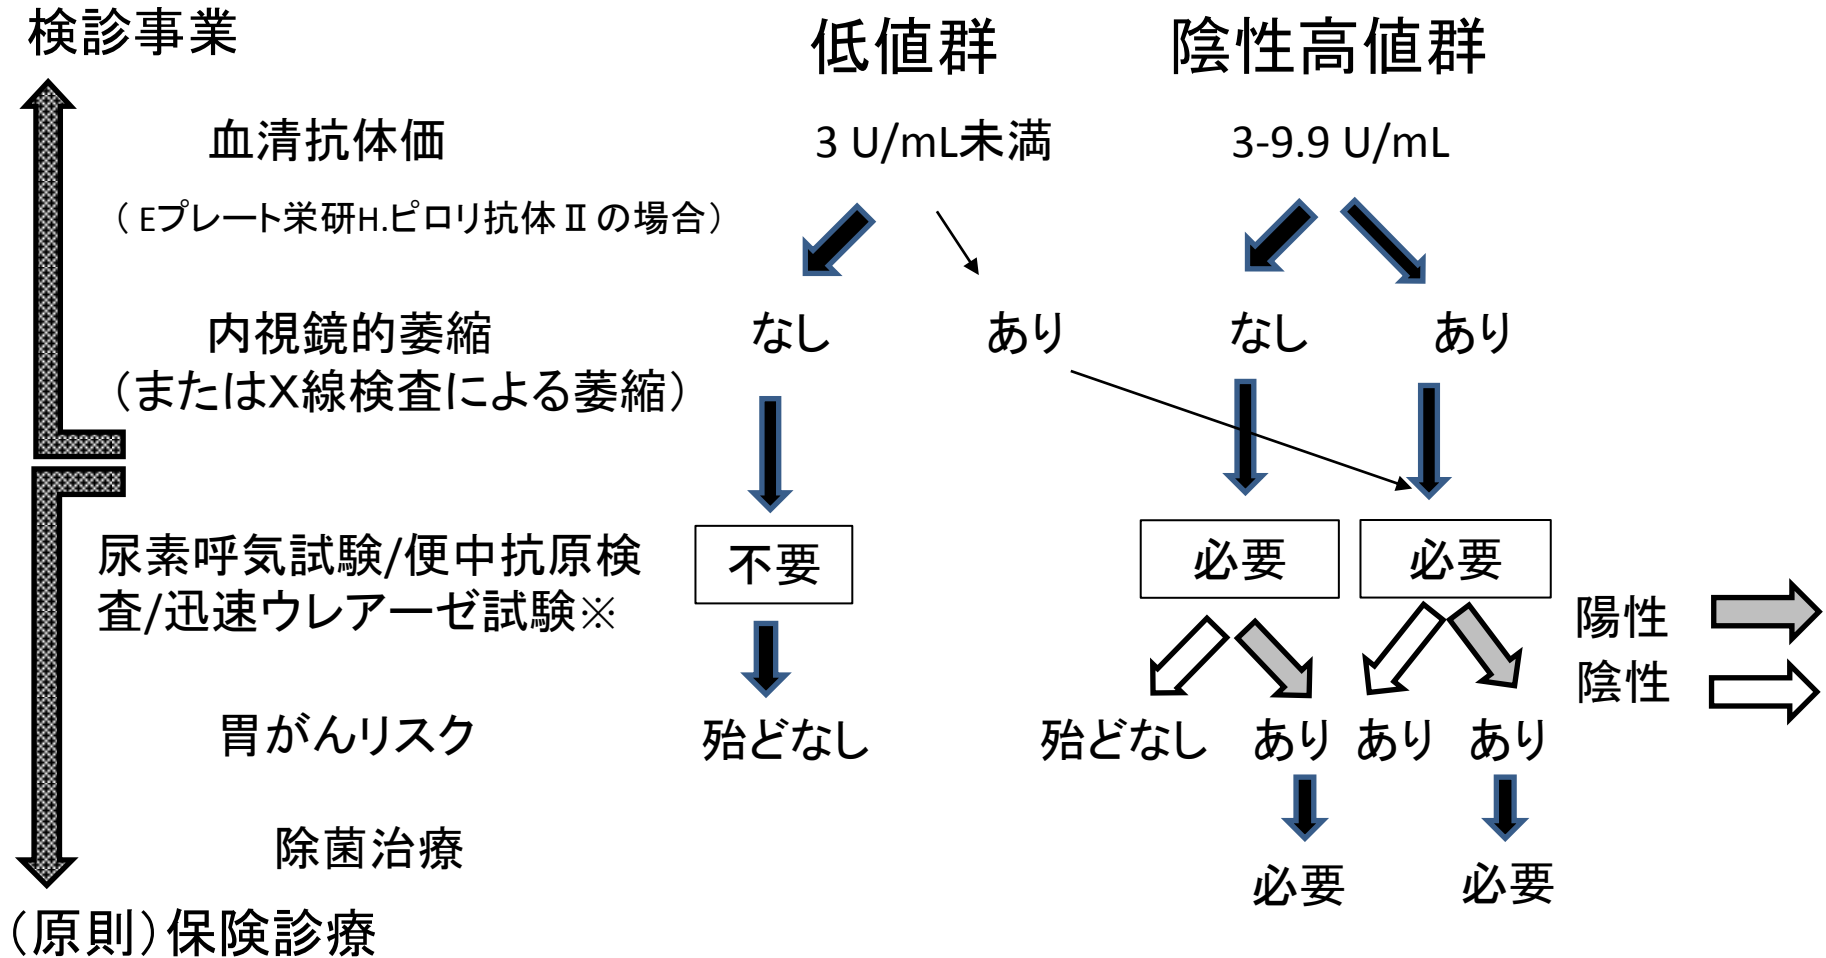 検診事業
低値群
陰性高値群
血清抗体価
3 U/mL未満
3-9.9 U/mL
（ Eプレート栄研H.ピロリ抗体Ⅱの場合）
内視鏡的萎縮
なし
あり
なし
あり
（またはX線検査による萎縮）
尿素呼気試験/便中抗原検
査/迅速ウレアーゼ試験※
不要
必要
必要
陽性
陰性
胃がんリスク
殆どなし
殆どなし
あり
あり
あり
除菌治療
必要
必要
（原則）保険診療